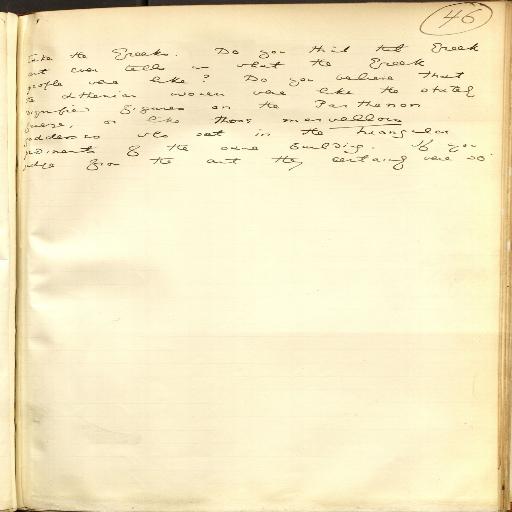 46
Take the Greeks. Do you think that Greek
art ever tells us what the Greek
people were like? Do you believe that
the Athenian women were like the stately
dignified figures on the Parthenon
frieze, or like those marvellous
goddesses who sat in the triangular
pediments of the same building. If you
judge from the art they certainly were so.